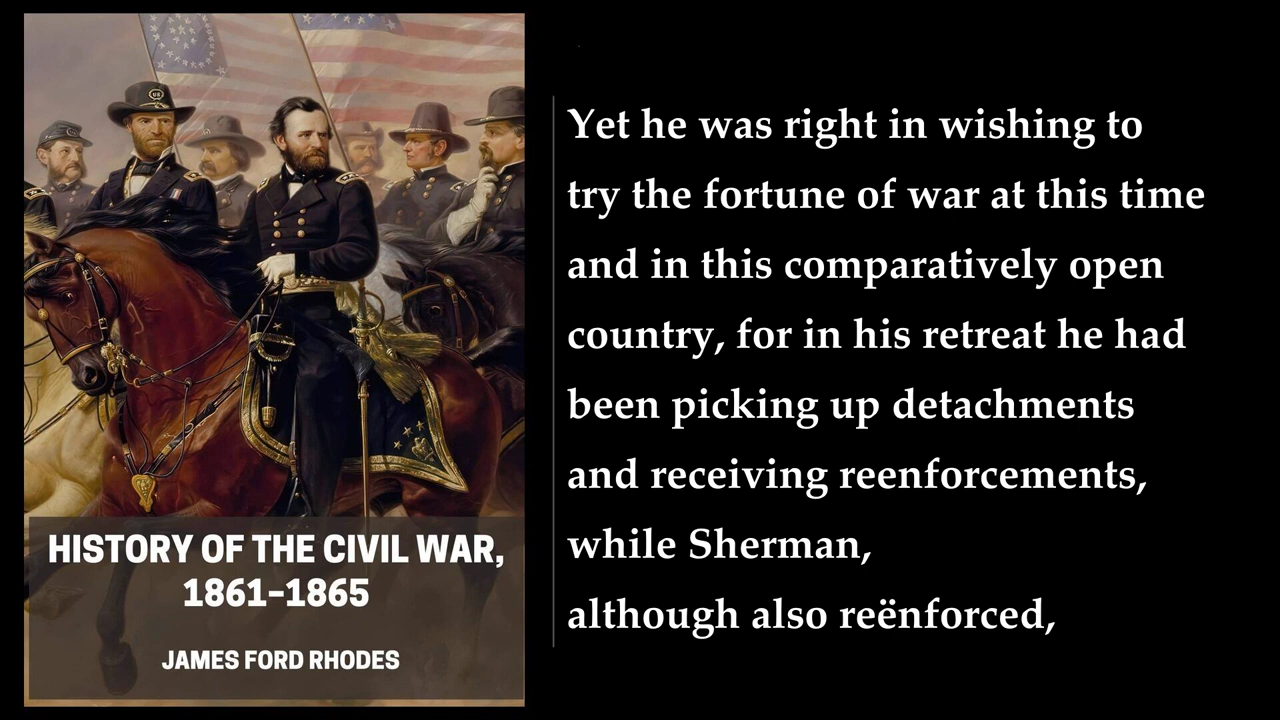 HISTORY OF THE CIVIL WAR,
1861–1865
JAMES FORD RHODES
Yet he was right in wishing to
try the fortune of war at this time
and in this comparatively open
country, for in his retreat he had
been picking up detachments
and receiving reenforcements,
while Sherman,
although also reënforced,